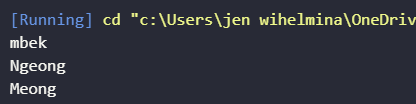 [Running] cd "c:\Users\jen wihelmina\OneDriv
mbek
Ngeong
Meong